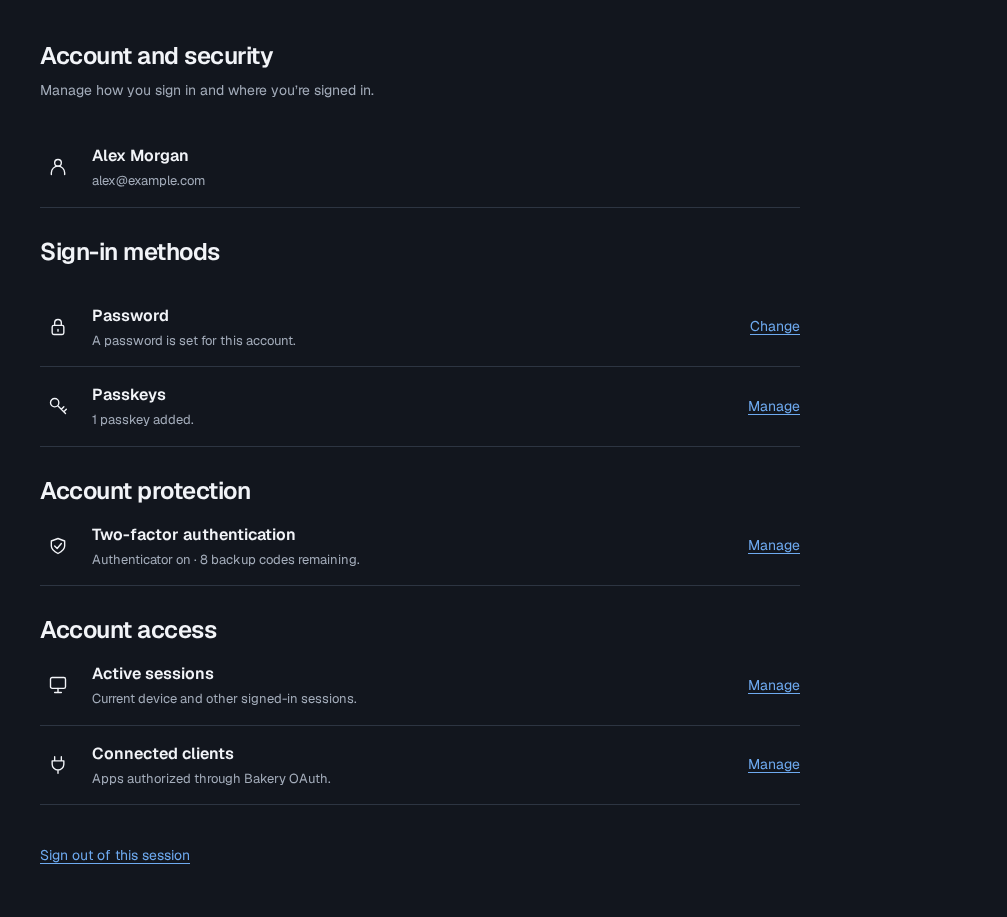 Account and security
Manage how you sign in and where you're signed in.
Alex Morgan
alex@example.com
Sign-in methods
Password
A password is set for this account.
Change
Passkeys
1 passkey added.
Manage
Account protection
Two-factor authentication
Authenticator on · 8 backup codes remaining.
Manage
Account access
Active sessions
Current device and other signed-in sessions.
Manage
Connected clients
Apps authorized through Bakery OAuth.
Manage
Sign out of this session